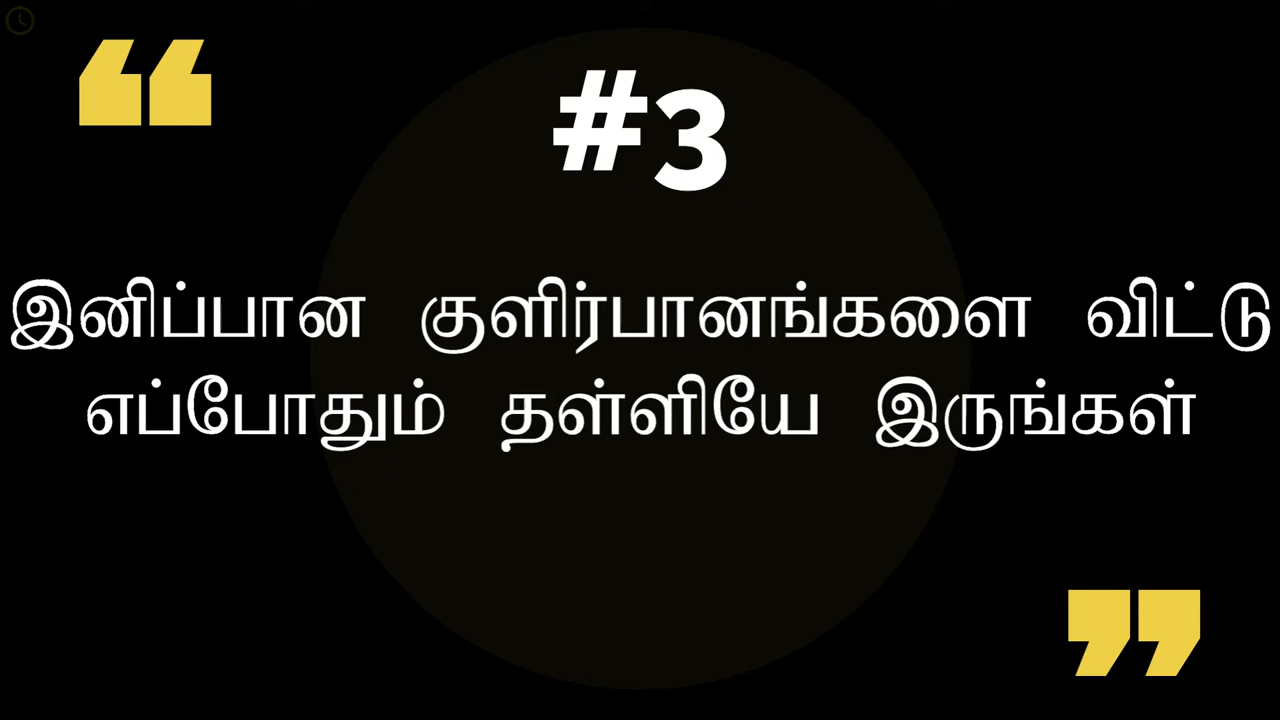 #3
இனிப்பான குளிர்பானங்களை விட்டு
எப்போதும் தள்ளியே இருங்கள்